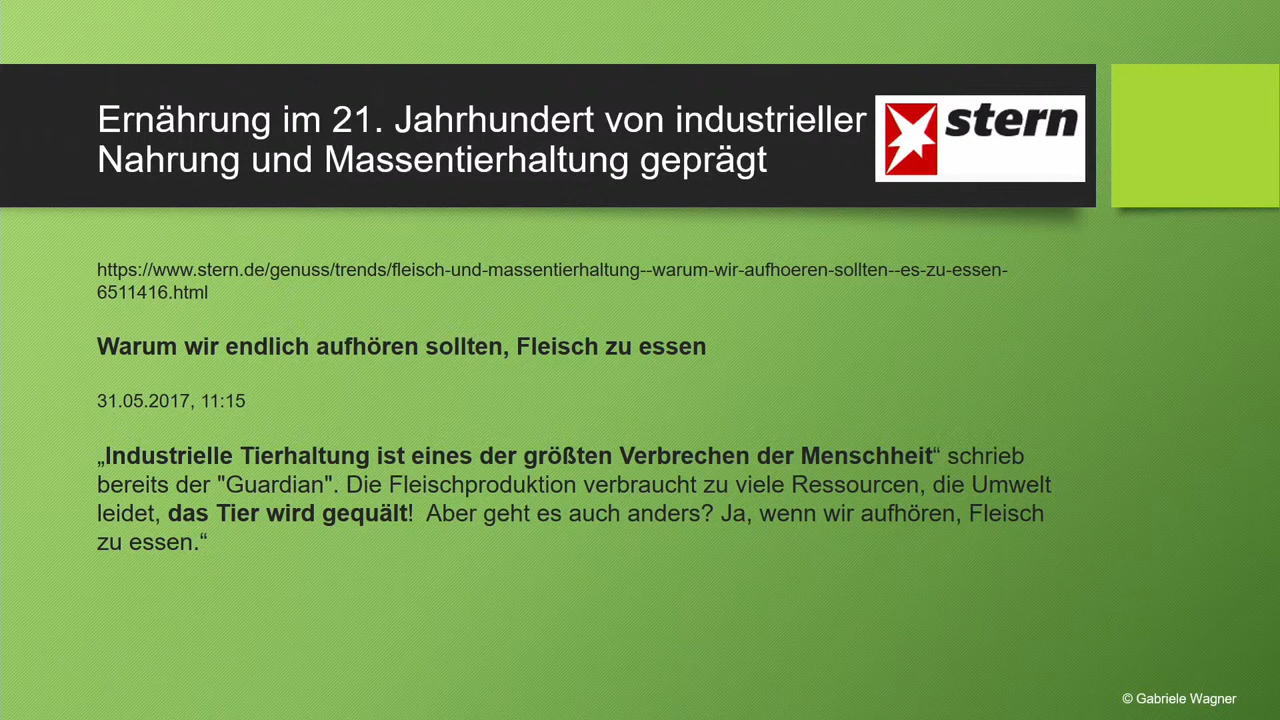 Ernährung im 21. Jahrhundert von industrieller
Nahrung und Massentierhaltung geprägt
stern
https://www.stern.de/genuss/trends/fleisch-und-massentierhaltung--warum-wir-aufhoeren-sollten--es-zu-essen-
6511416.html
Warum wir endlich aufhören sollten, Fleisch zu essen
31.05.2017, 11:15
„Industrielle Tierhaltung ist eines der größten Verbrechen der Menschheit“ schrieb
bereits der "Guardian". Die Fleischproduktion verbraucht zu viele Ressourcen, die Umwelt
leidet, das Tier wird gequält!  Aber geht es auch anders? Ja, wenn wir aufhören, Fleisch
zu essen.“
© Gabriele Wagner